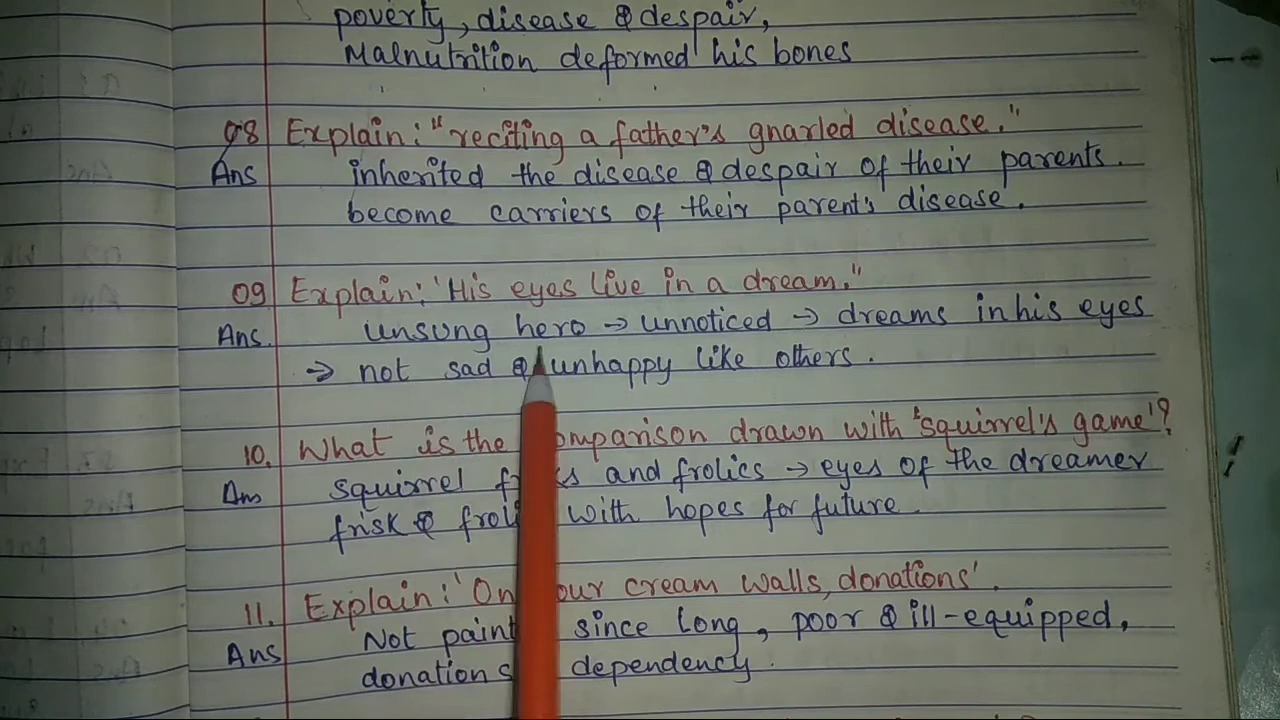 poverty, disease & despair,
Malnutrition deformed his bones
Q8 Explain: "reciting a father's gnarled disease."
Ans inherited the disease & despair of their parents.
become carriers of their parent's disease.
09 Explain: 'His eyes live in a dream."
Ans. unsung hero → unnoticed → dreams in his eyes
→ not sad & unhappy like others.
10. What is the comparison drawn with 'squirrel's game'?
Ans squirrel and frolics → eyes of the dreamer
frisk & with hopes for future.
11. Explain: 'On our cream walls, donations'.
Ans Not since long, poor & ill-equipped,
donations dependency.